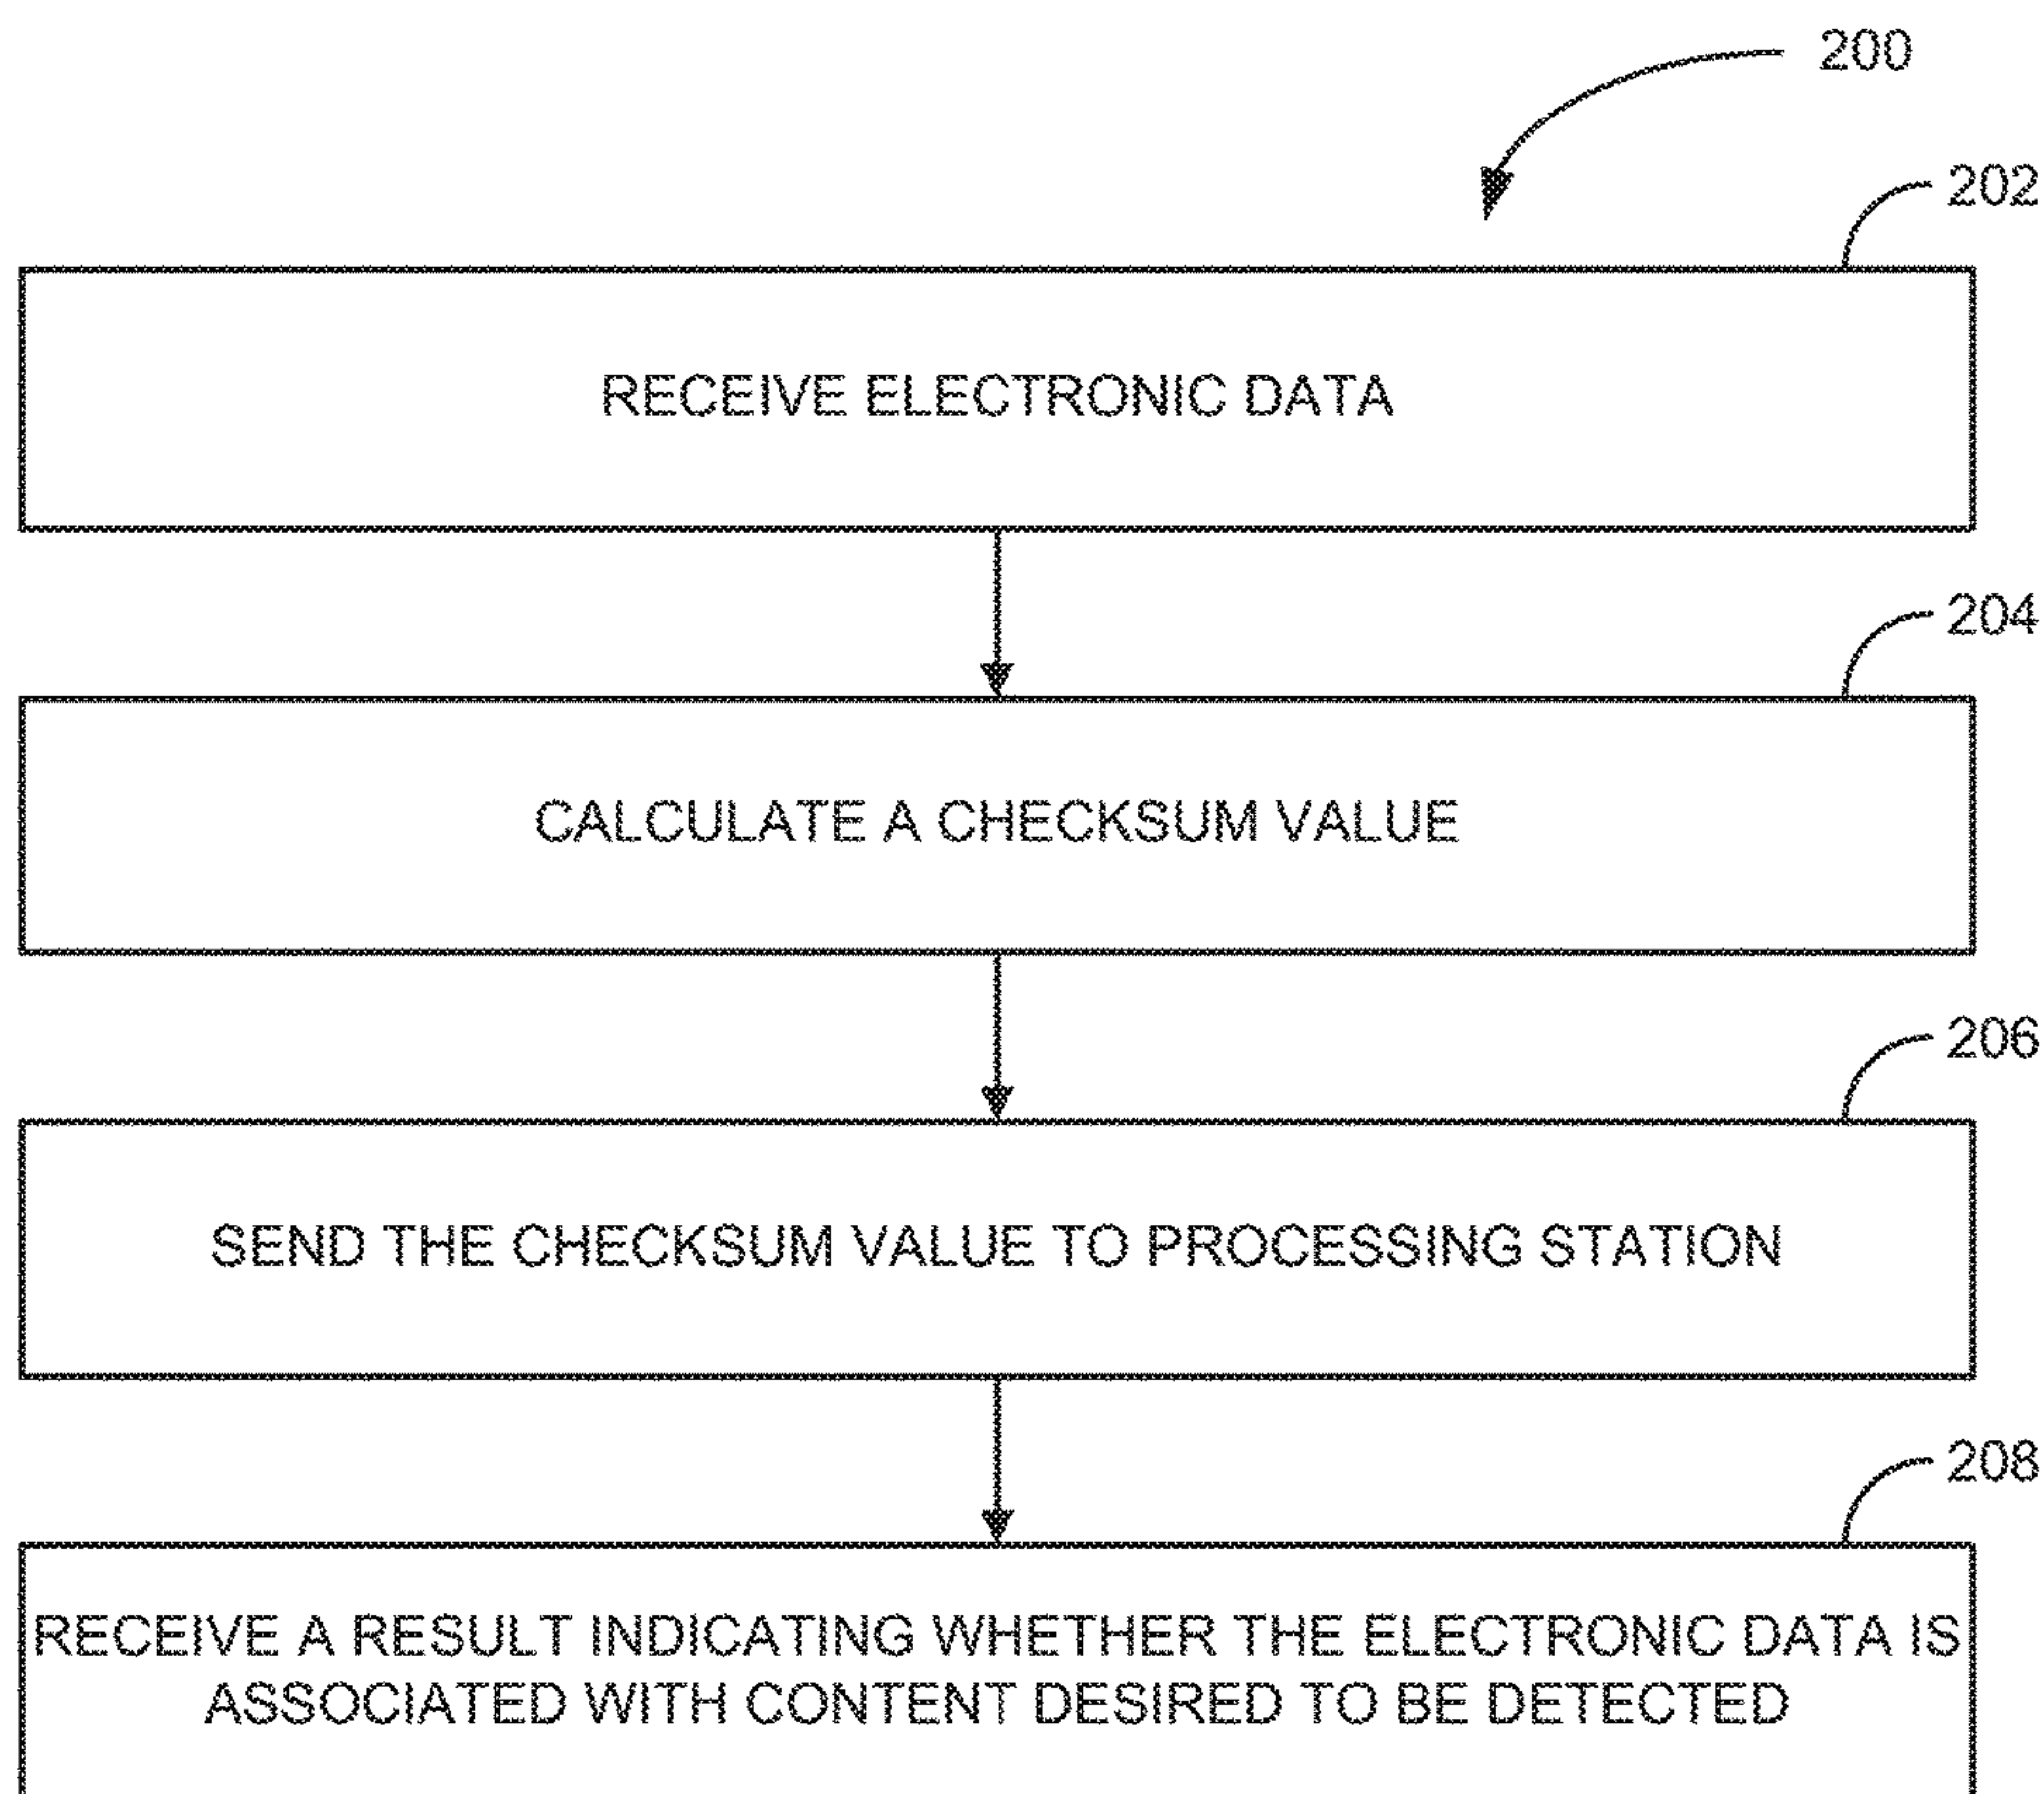 200
202
RECEIVE ELECTRONIC DATA
204
CALCULATE A CHECKSUM VALUE
206
SEND THE CHECKSUM VALUE TO PROCESSING STATION
208
RECEIVE A RESULT INDICATING WHETHER THE ELECTRONIC DATA IS
ASSOCIATED WITH CONTENT DESIRED TO BE DETECTED